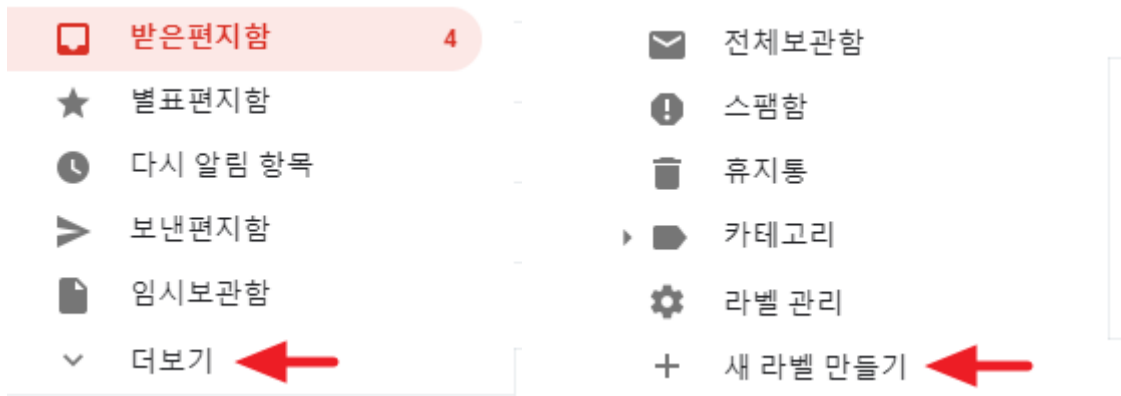 받은편지함 4
별표편지함
다시 알림 항목
보낸편지함
임시보관함
더보기
전체보관함
스팸함
휴지통
카테고리
라벨 관리
새 라벨 만들기